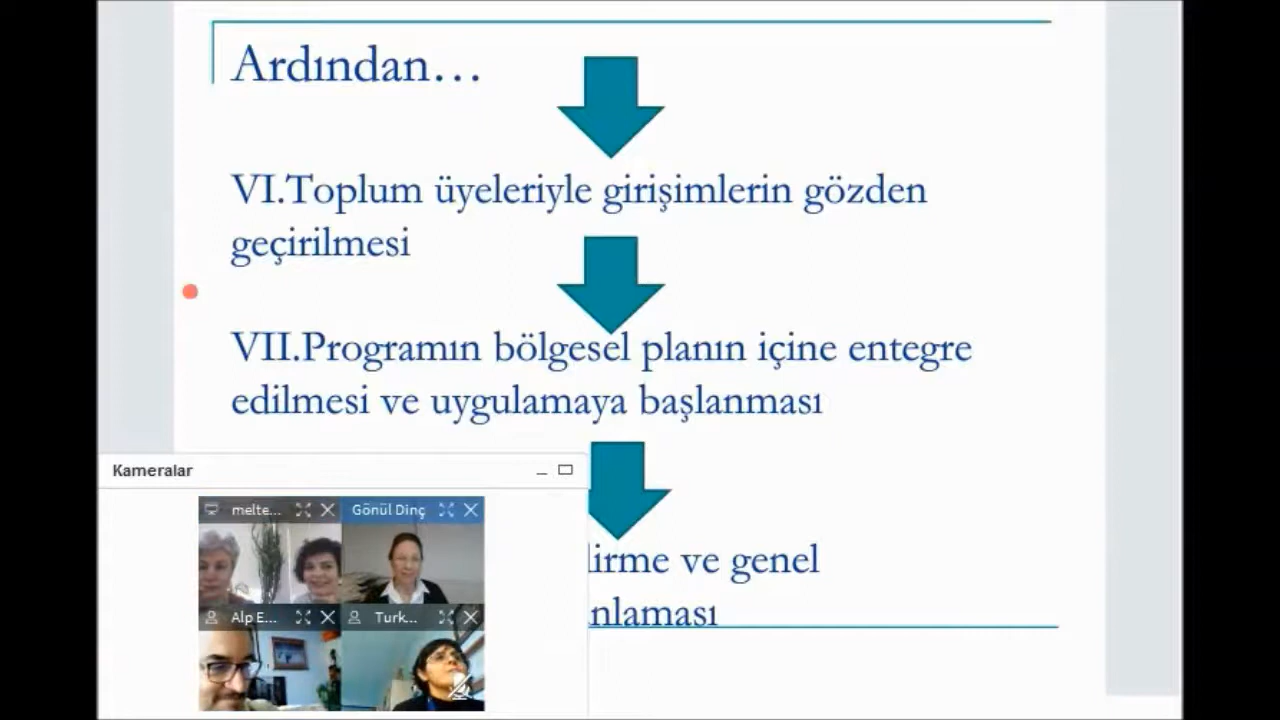 Ardından…
VI.Toplum üyeleriyle girişimlerin gözden
geçirilmesi
VII.Programın bölgesel planın içine entegre
edilmesi ve uygulamaya başlanması
Kameralar
melte...
Gönül Dinç
Alp E...
Turk...
lirme ve genel
nlaması